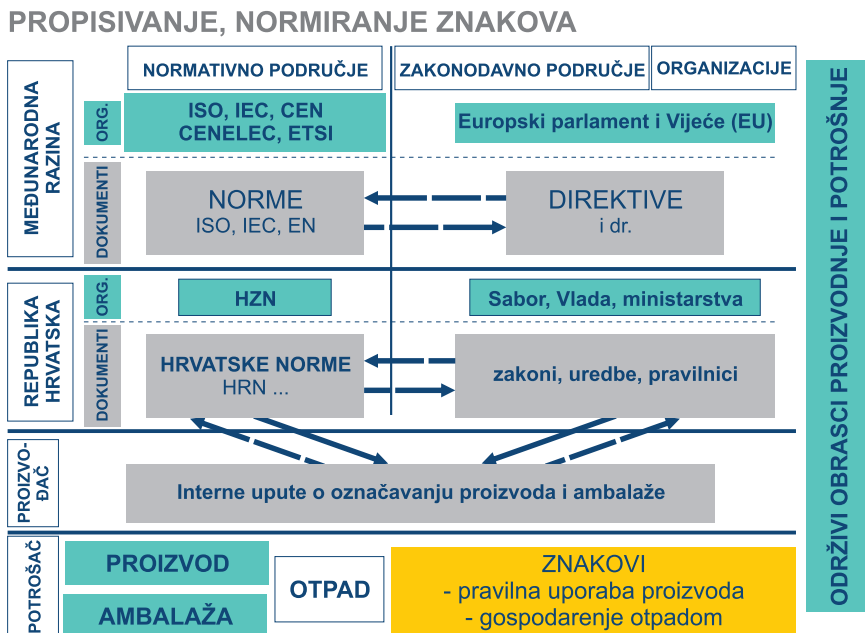 PROPISIVANJE, NORMIRANJE ZNAKOVA
NORMATIVNO PODRUČJE
ZAKONODAVNO PODRUČJE
ORGANIZACIJE
MEĐUNARODNA
RAZINA
ORG.
ISO, IEC, CEN
CENELEC, ETSI
Europski parlament i Vijeće (EU)
DOKUMENTI
NORME
ISO, IEC, EN
DIREKTIVE
i dr.
REPUBLIKA
HRVATSKA
ORG.
HZN
Sabor, Vlada, ministarstva
DOKUMENTI
HRVATSKE NORME
HRN ...
zakoni, uredbe, pravilnici
PROIZVO-
ĐAČ
Interne upute o označavanju proizvoda i ambalaže
POTROŠAČ
PROIZVOD
AMBALAŽA
OTPAD
ZNAKOVI
- pravilna uporaba proizvoda
- gospodarenje otpadom
ODRŽIVI OBRASCI PROIZVODNJE I POTROŠNJE